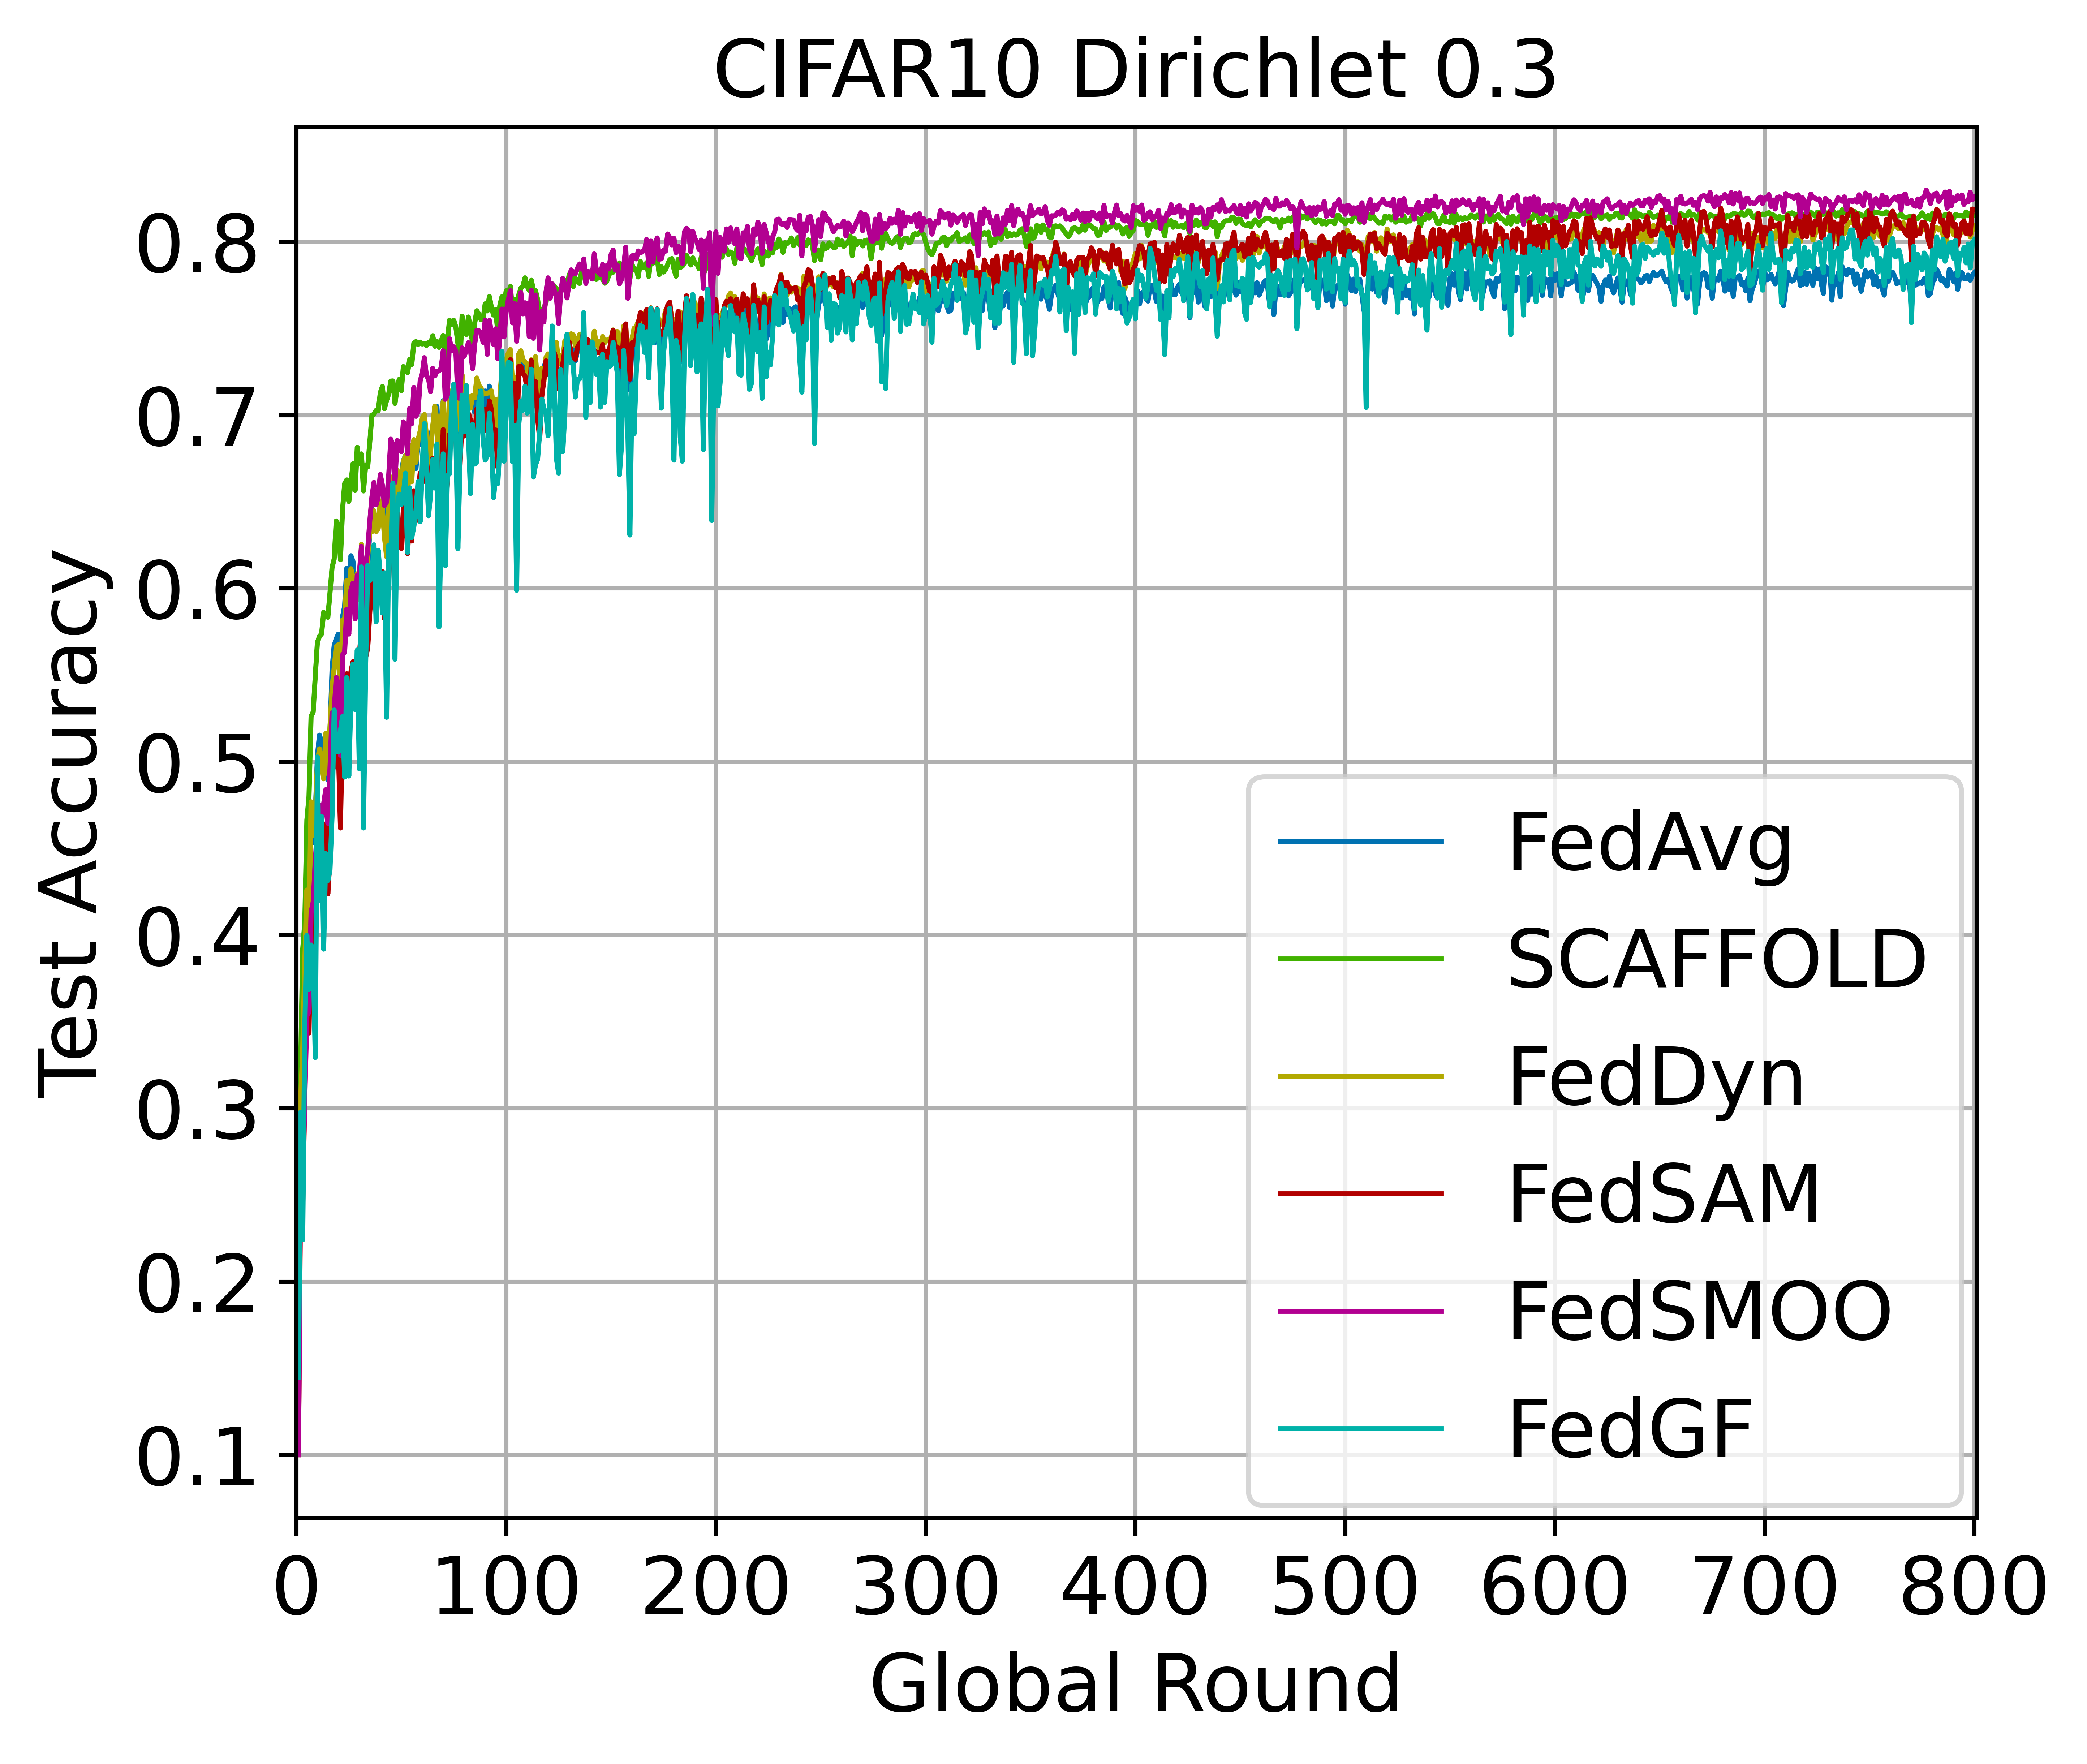 CIFAR10 Dirichlet 0.3
Test Accuracy
0.8
0.7
0.6
0.5
0.4
0.3
0.2
0.1
FedAvg
SCAFFOLD
FedDyn
FedSAM
FedSMOO
FedGF
0 100 200 300 400 500 600 700 800
Global Round